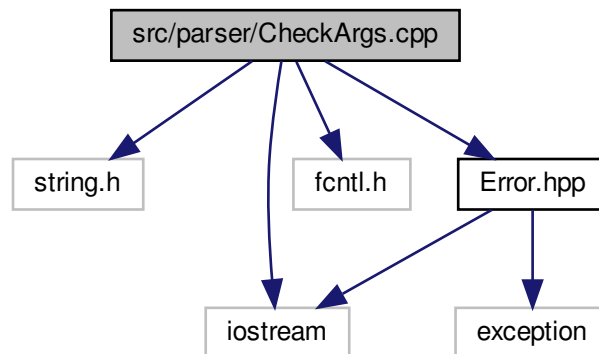 src/parser/CheckArgs.cpp
string.h
fcntl.h
Error.hpp
iostream
exception